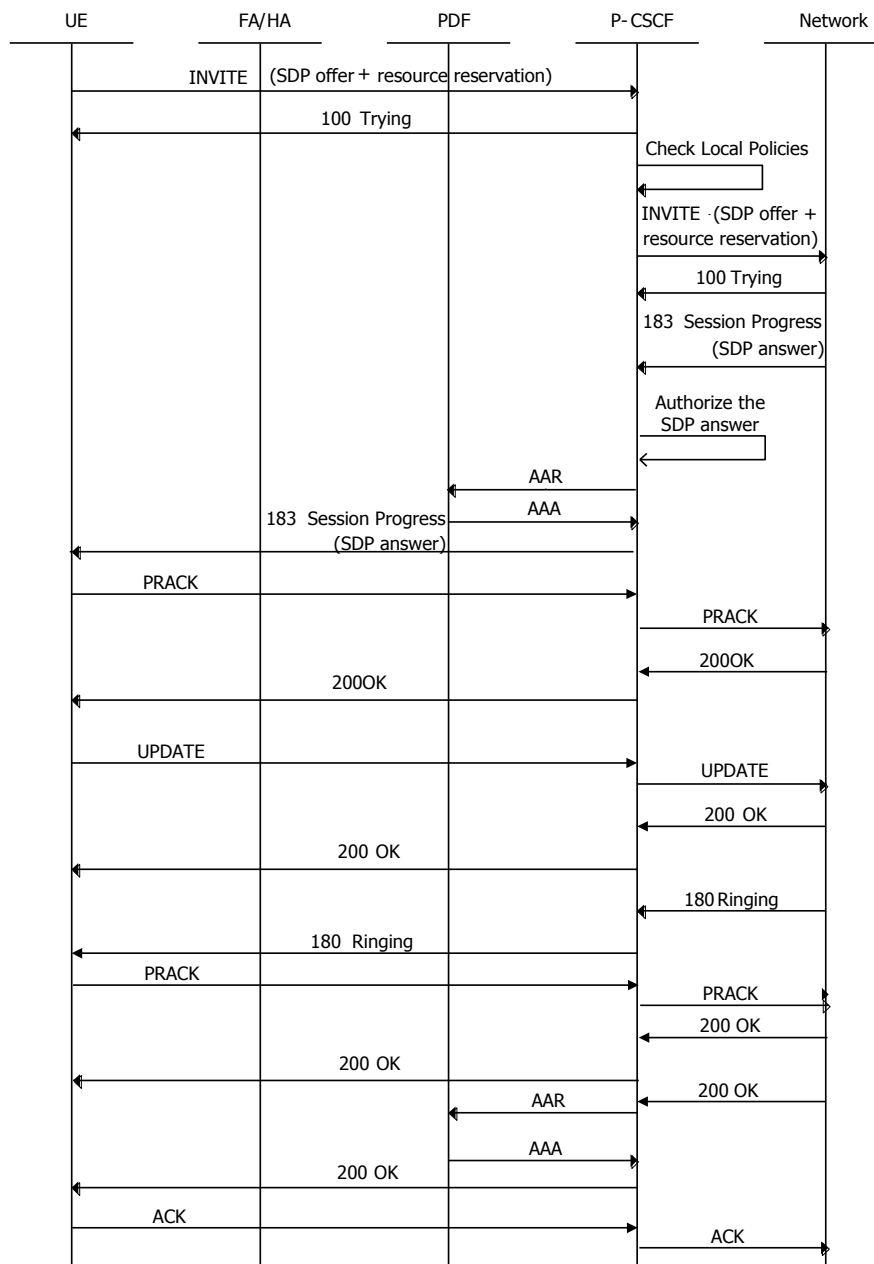 UE FA/HA PDF P-CSCF Network
INVITE (SDP offer + resource reservation)
100 Trying
Check Local Policies
INVITE (SDP offer +
resource reservation)
100 Trying
183 Session Progress
(SDP answer)
Authorize the
SDP answer
AAR
AAA
183 Session Progress
(SDP answer)
PRACK
PRACK
200OK
200OK
UPDATE
UPDATE
200 OK
200 OK
180 Ringing
180 Ringing
PRACK
PRACK
200 OK
200 OK
200 OK
AAR
AAA
200 OK
ACK
ACK